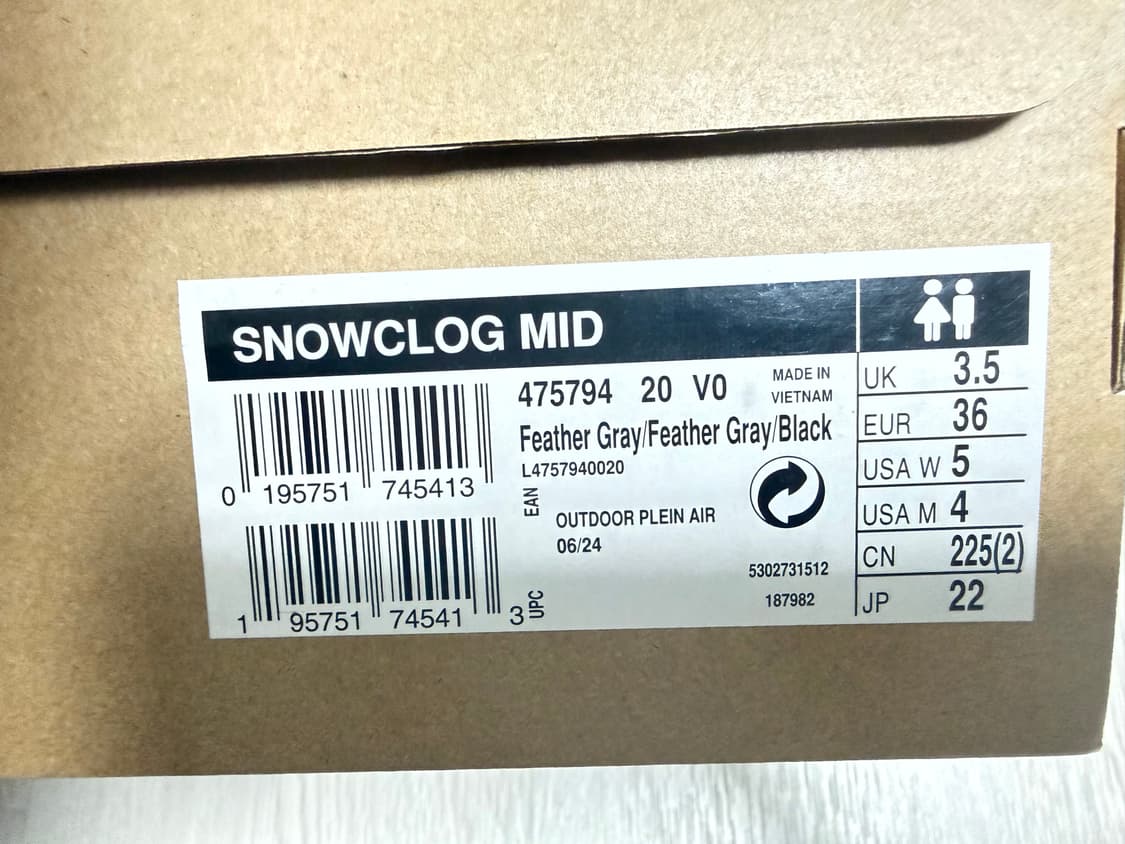 SNOWCLOG MID
475794 20 V0
MADE IN
VIETNAM
Feather Gray/Feather Gray/Black
L4757940020
0 195751 745413
EAN
OUTDOOR PLEIN AIR
06/24
1 95751 74541 3
UPC
5302731512
187982
UK 3.5
EUR 36
USA W 5
USA M 4
CN 225(2)
JP 22